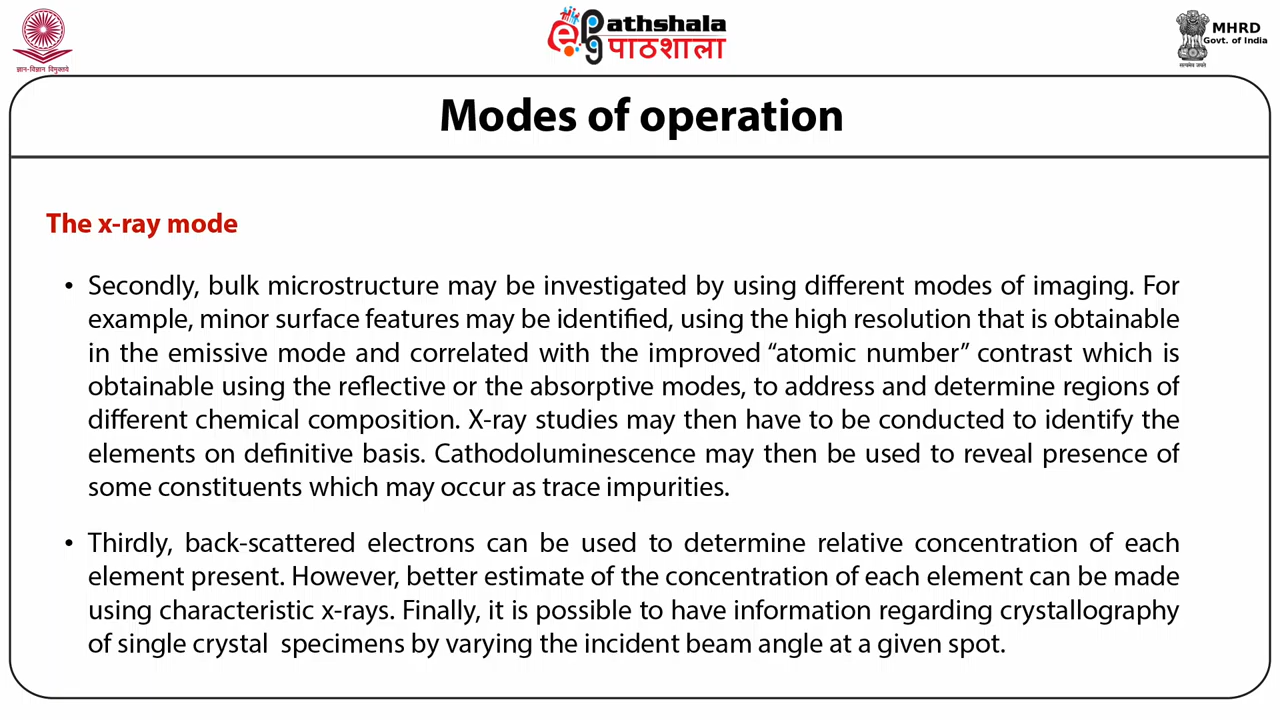 ज्ञान-विज्ञान विमुक्तये
ePathshala
पाठशाला
MHRD
Govt. of India
सत्यमेव जयते
Modes of operation
The x-ray mode
• Secondly, bulk microstructure may be investigated by using different modes of imaging. For
example, minor surface features may be identified, using the high resolution that is obtainable
in the emissive mode and correlated with the improved “atomic number” contrast which is
obtainable using the reflective or the absorptive modes, to address and determine regions of
different chemical composition. X-ray studies may then have to be conducted to identify the
elements on definitive basis. Cathodoluminescence may then be used to reveal presence of
some constituents which may occur as trace impurities.
• Thirdly, back-scattered electrons can be used to determine relative concentration of each
element present. However, better estimate of the concentration of each element can be made
using characteristic x-rays. Finally, it is possible to have information regarding crystallography
of single crystal specimens by varying the incident beam angle at a given spot.